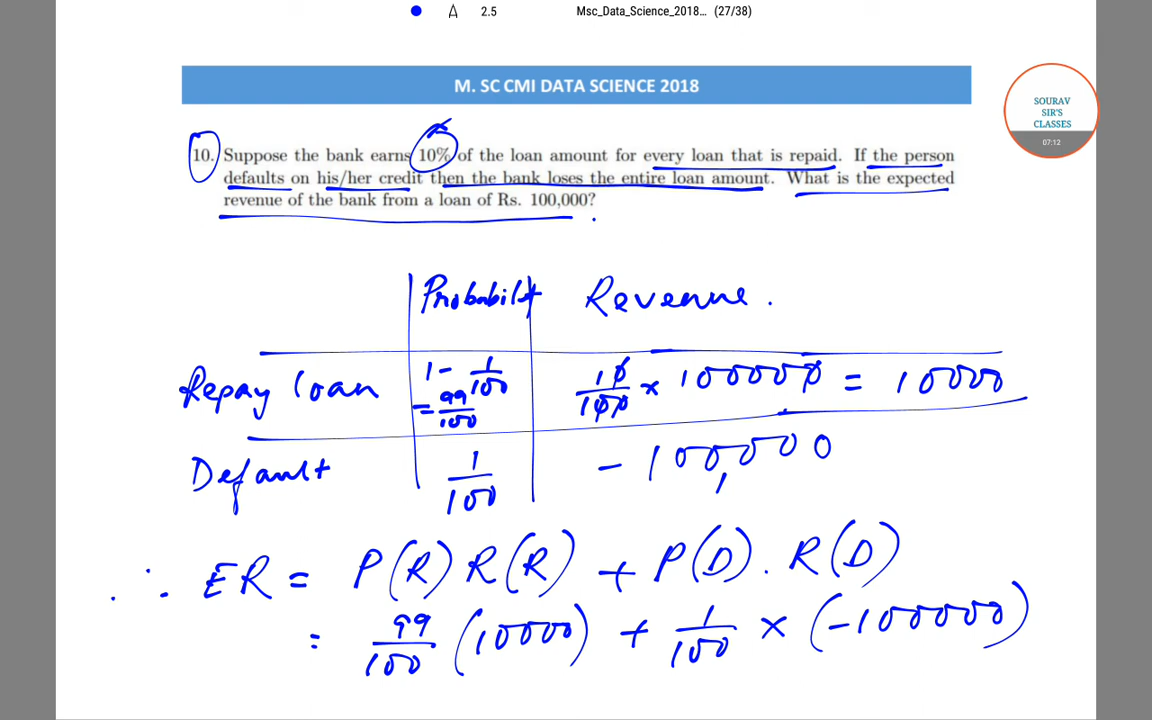 2.5 Msc_Data_Science_2018... (27/38)
M. SC CMI DATA SCIENCE 2018
SOURAV
SIR'S
CLASSES
07:12
10. Suppose the bank earns 10% of the loan amount for every loan that is repaid. If the person
defaults on his/her credit then the bank loses the entire loan amount. What is the expected
revenue of the bank from a loan of Rs. 100,000?
Probabilt Revenue.
Repay loan 1 - 1/100 = 99/100 10/100 × 100000 = 10000
Default 1/100 - 100,000
∴ ER = P(R) R(R) + P(D). R(D)
= 99/100 (10000) + 1/100 × (-100000)